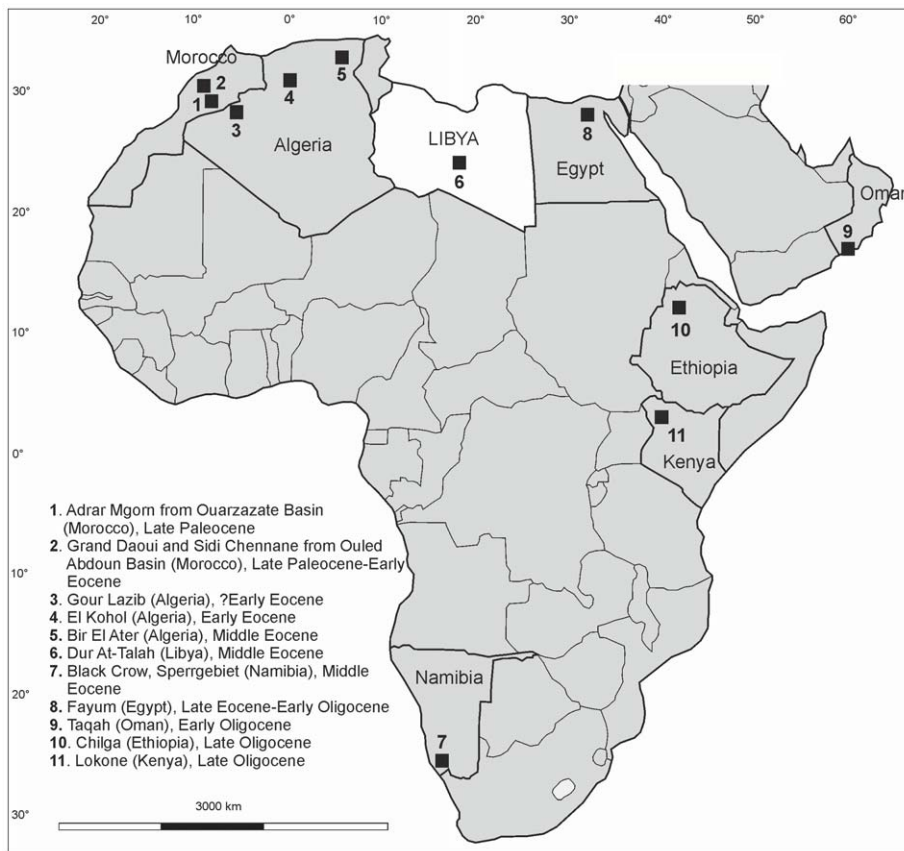 20° 10° 0° 10° 20° 30° 40° 50° 60°
Morocco
2
1
3
4
5
Algeria
LIBYA
6
8
Egypt
Oman
9
10
Ethiopia
11
Kenya
Namibia
7
30°
20°
10°
0°
10°
20°
30°
1. Adrar Mgorn from Ouarzazate Basin
(Morocco), Late Paleocene
2. Grand Daoui and Sidi Chennane from Ouled
Abdoun Basin (Morocco), Late Paleocene-Early
Eocene
3. Gour Lazib (Algeria), ?Early Eocene
4. El Kohol (Algeria), Early Eocene
5. Bir El Ater (Algeria), Middle Eocene
6. Dur At-Talah (Libya), Middle Eocene
7. Black Crow, Sperrgebiet (Namibia), Middle
Eocene
8. Fayum (Egypt), Late Eocene-Early Oligocene
9. Taqah (Oman), Early Oligocene
10. Chilga (Ethiopia), Late Oligocene
11. Lokone (Kenya), Late Oligocene
3000 km